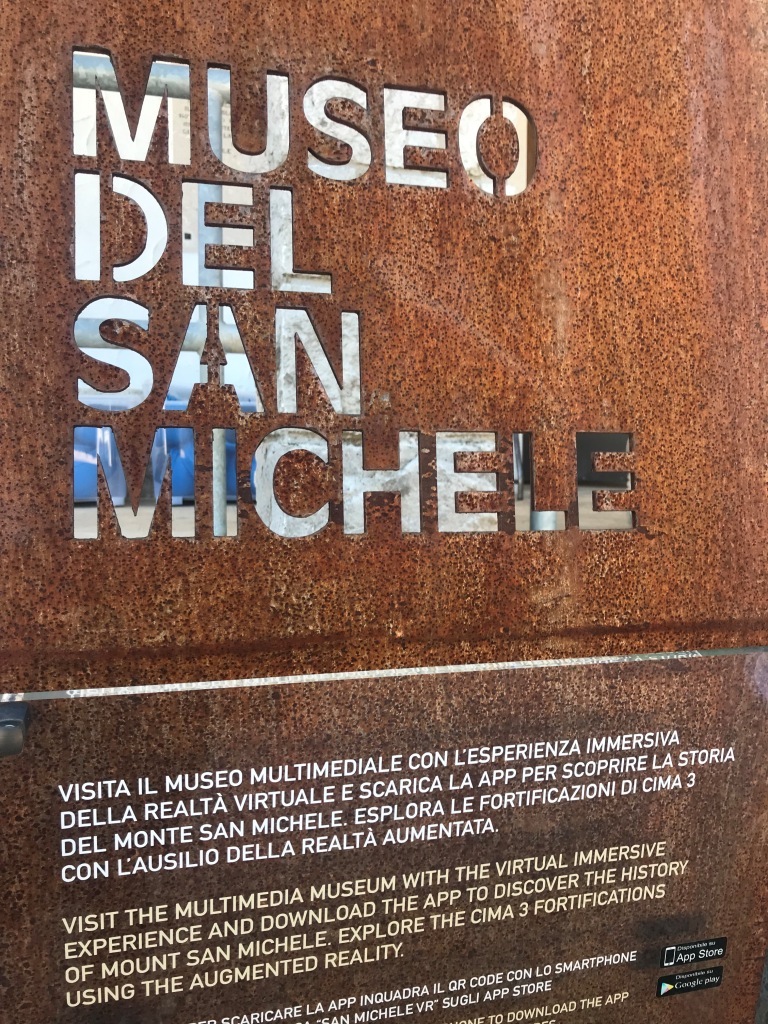 MUSEO
DEL
SAN
MICHELE
VISITA IL MUSEO MULTIMEDIALE CON L'ESPERIENZA IMMERSIVA
DELLA REALTÀ VIRTUALE E SCARICA LA APP PER SCOPRIRE LA STORIA
DEL MONTE SAN MICHELE. ESPLORA LE FORTIFICAZIONI DI CIMA 3
CON L'AUSILIO DELLA REALTÀ AUMENTATA.
VISIT THE MULTIMEDIA MUSEUM WITH THE VIRTUAL IMMERSIVE
EXPERIENCE AND DOWNLOAD THE APP TO DISCOVER THE HISTORY
OF MOUNT SAN MICHELE. EXPLORE THE CIMA 3 FORTIFICATIONS
USING THE AUGMENTED REALITY.
Disponibile su
App Store
Disponibile su
Google play
PER SCARICARE LA APP INQUADRA IL QR CODE CON LO SMARTPHONE
"SAN MICHELE VR" SUGLI APP STORE
TO DOWNLOAD THE APP